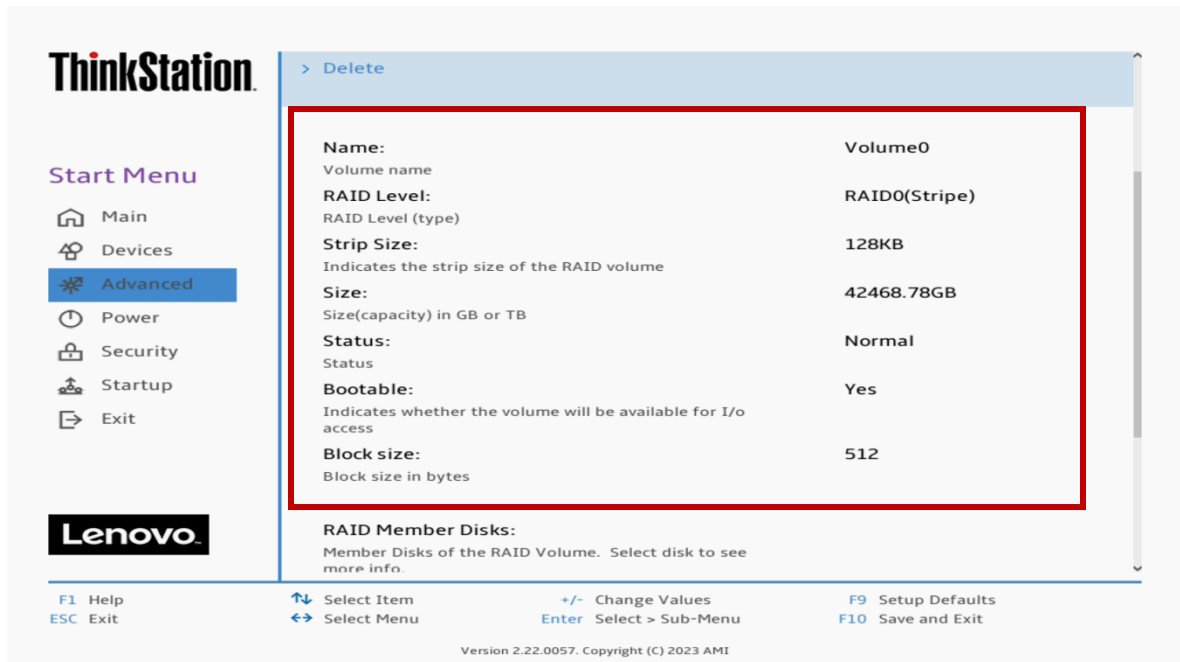 ThinkStation
> Delete
Start Menu
Main
Devices
Advanced
Power
Security
Startup
Exit
Name: Volume0
Volume name
RAID Level: RAID0(Stripe)
RAID Level (type)
Strip Size: 128KB
Indicates the strip size of the RAID volume
Size: 42468.78GB
Size(capacity) in GB or TB
Status: Normal
Status
Bootable: Yes
Indicates whether the volume will be available for I/o
access
Block size: 512
Block size in bytes
RAID Member Disks:
Member Disks of the RAID Volume. Select disk to see
more info.
Lenovo
F1 Help ↑↓ Select Item +/- Change Values F9 Setup Defaults
ESC Exit ↔ Select Menu Enter Select > Sub-Menu F10 Save and Exit
Version 2.22.0057. Copyright (C) 2023 AMI